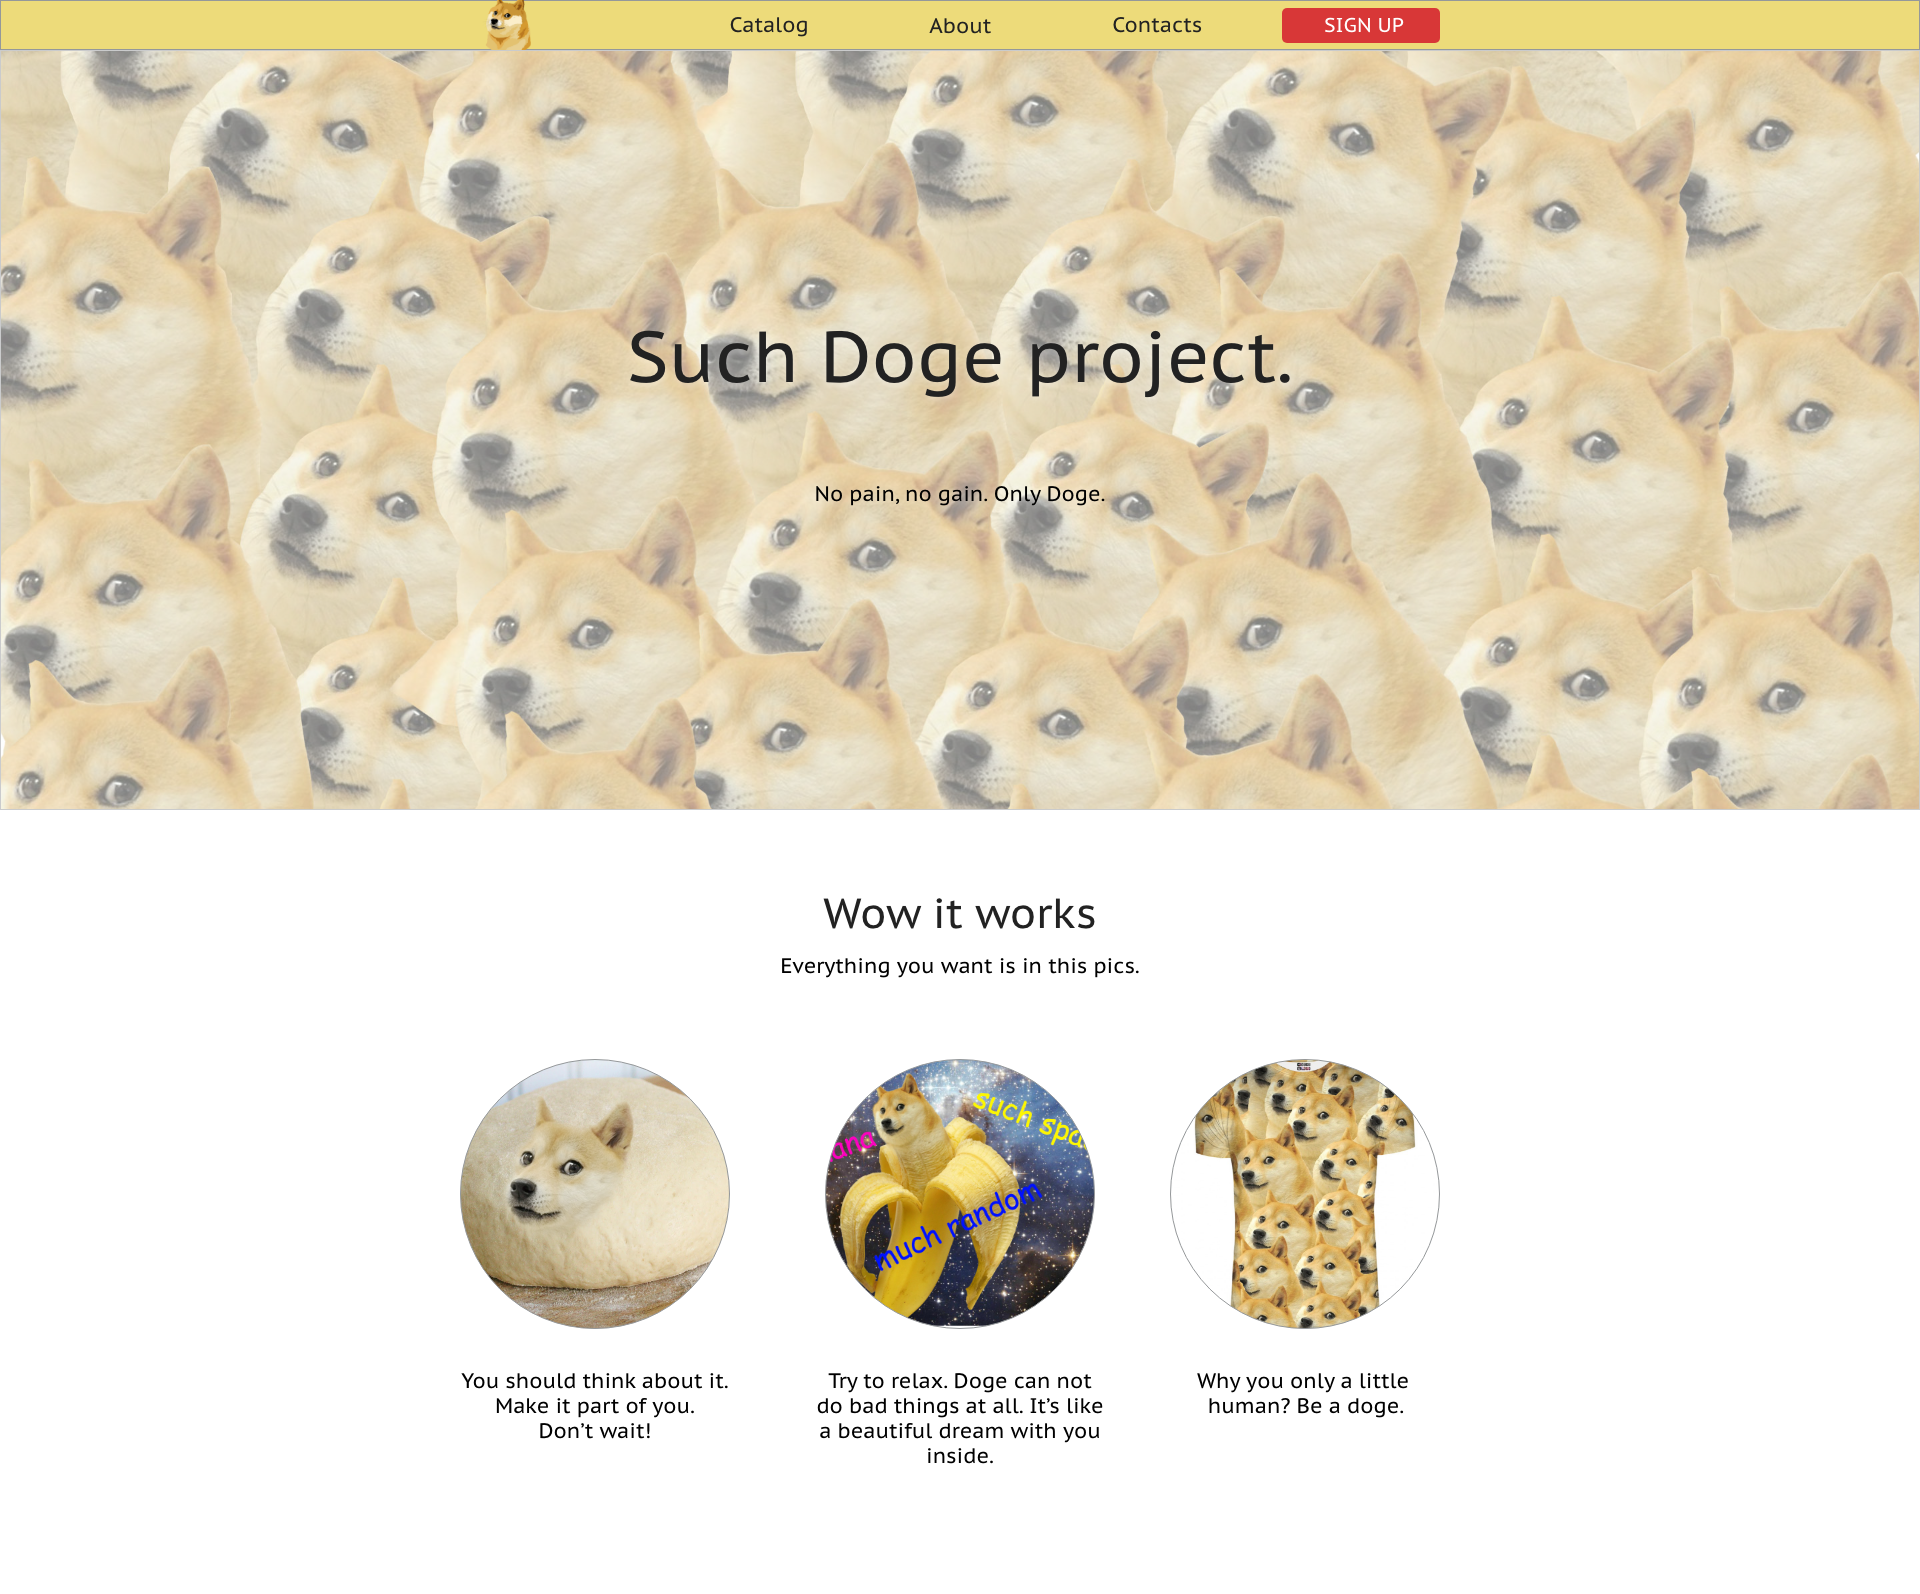 Catalog
About
Contacts
SIGN UP
Such Doge project.
No pain, no gain. Only Doge.
Wow it works
Everything you want is in this pics.
such spa
ana
much random
You should think about it.
Make it part of you.
Don’t wait!
Try to relax. Doge can not
do bad things at all. It’s like
a beautiful dream with you
inside.
Why you only a little
human? Be a doge.